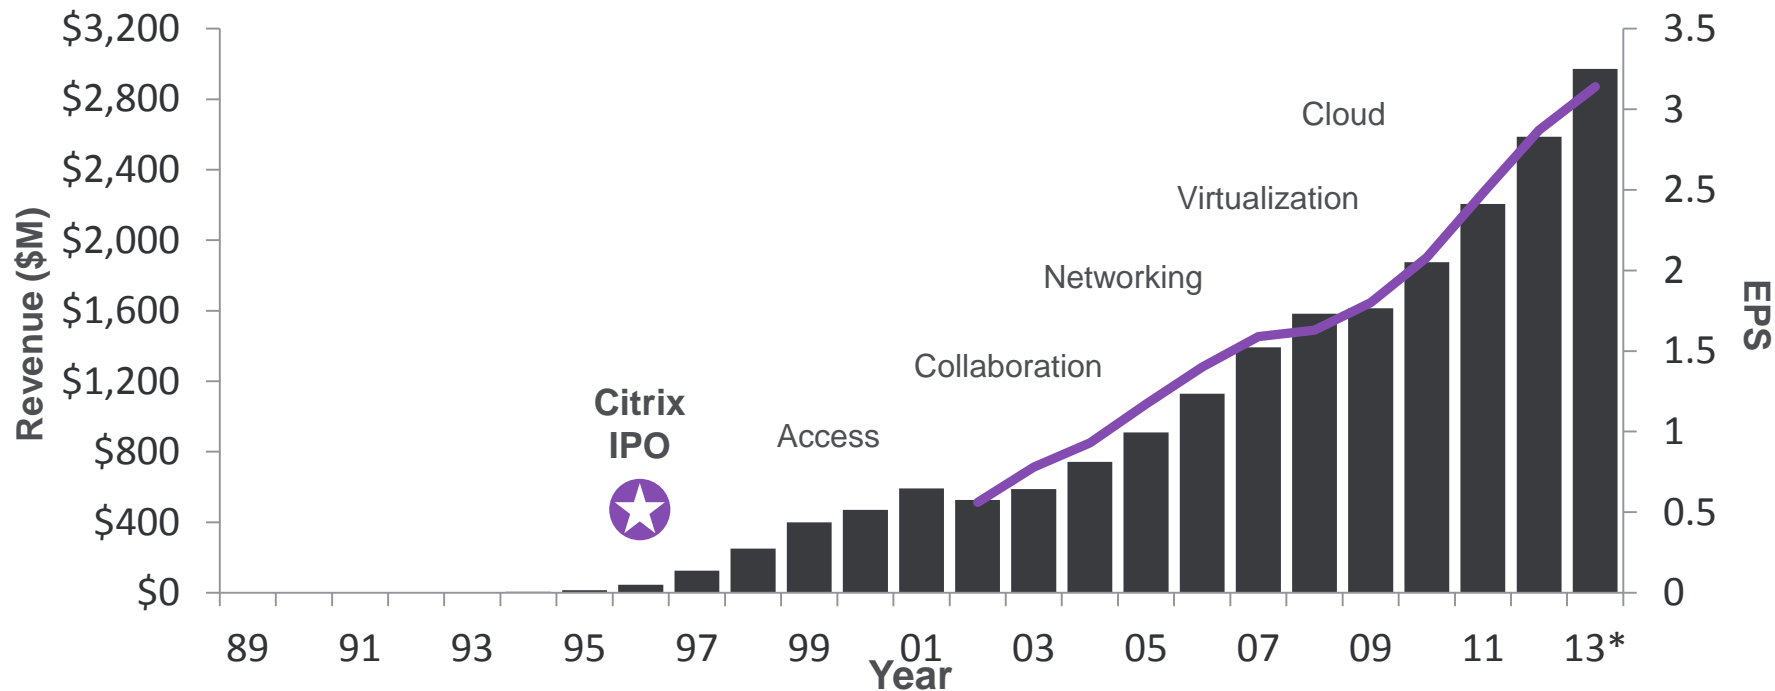 $3,200
$2,800
$2,400
$2,000
$1,600
$1,200
$800
$400
$0
Revenue ($M)
3.5
3
2.5
2
1.5
1
0.5
0
EPS
Cloud
Virtualization
Networking
Collaboration
Access
Citrix
IPO
89 91 93 95 97 99 01 03 05 07 09 11 13*
Year